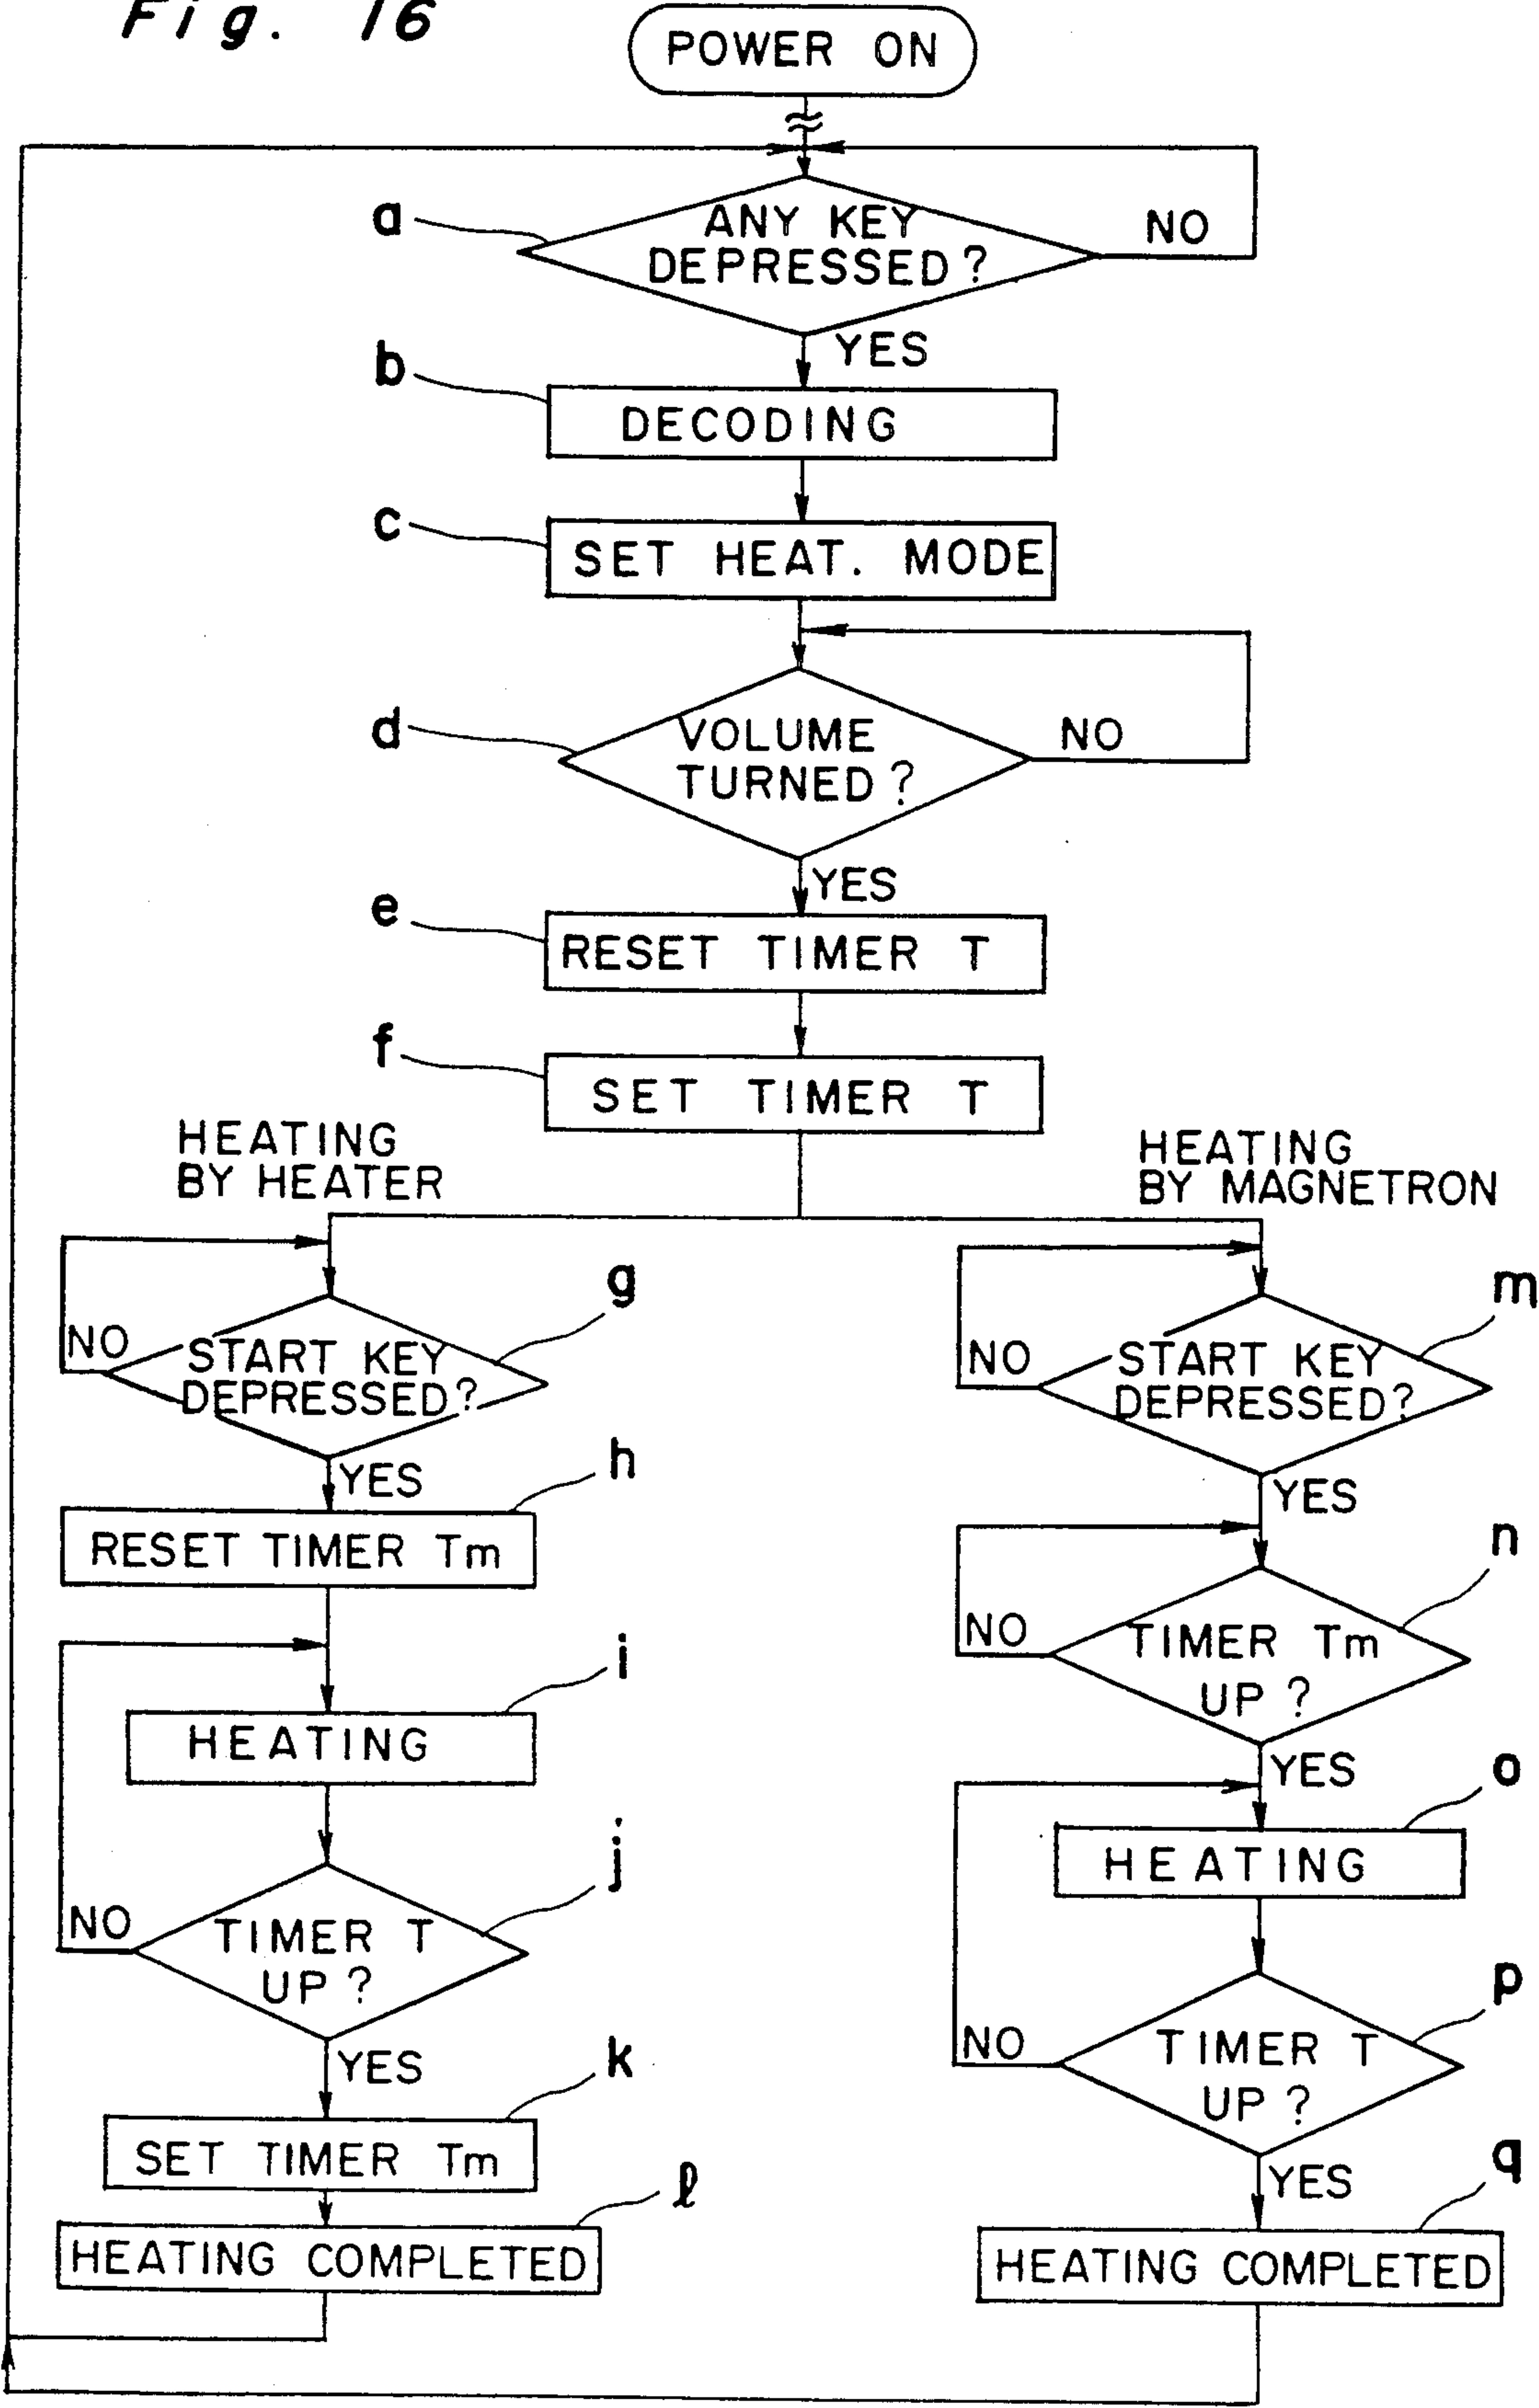 Fig. 16
POWER ON
a
ANY KEY
DEPRESSED?
NO
YES
b
DECODING
c
SET HEAT. MODE
d
VOLUME
TURNED?
NO
YES
e
RESET TIMER T
f
SET TIMER T
HEATING
BY HEATER
g
NO
START KEY
DEPRESSED?
YES
h
RESET TIMER Tm
i
HEATING
j
NO
TIMER T
UP?
YES
k
SET TIMER Tm
l
HEATING COMPLETED
HEATING
BY MAGNETRON
m
NO
START KEY
DEPRESSED?
YES
n
NO
TIMER Tm
UP?
YES
o
HEATING
p
NO
TIMER T
UP?
YES
q
HEATING COMPLETED